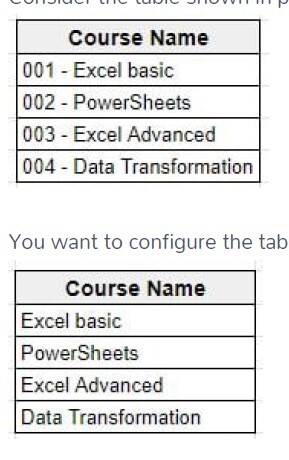 Consider the table shown in p
Course Name
001 - Excel basic
002 - PowerSheets
003 - Excel Advanced
004 - Data Transformation
You want to configure the tab
Course Name
Excel basic
PowerSheets
Excel Advanced
Data Transformation